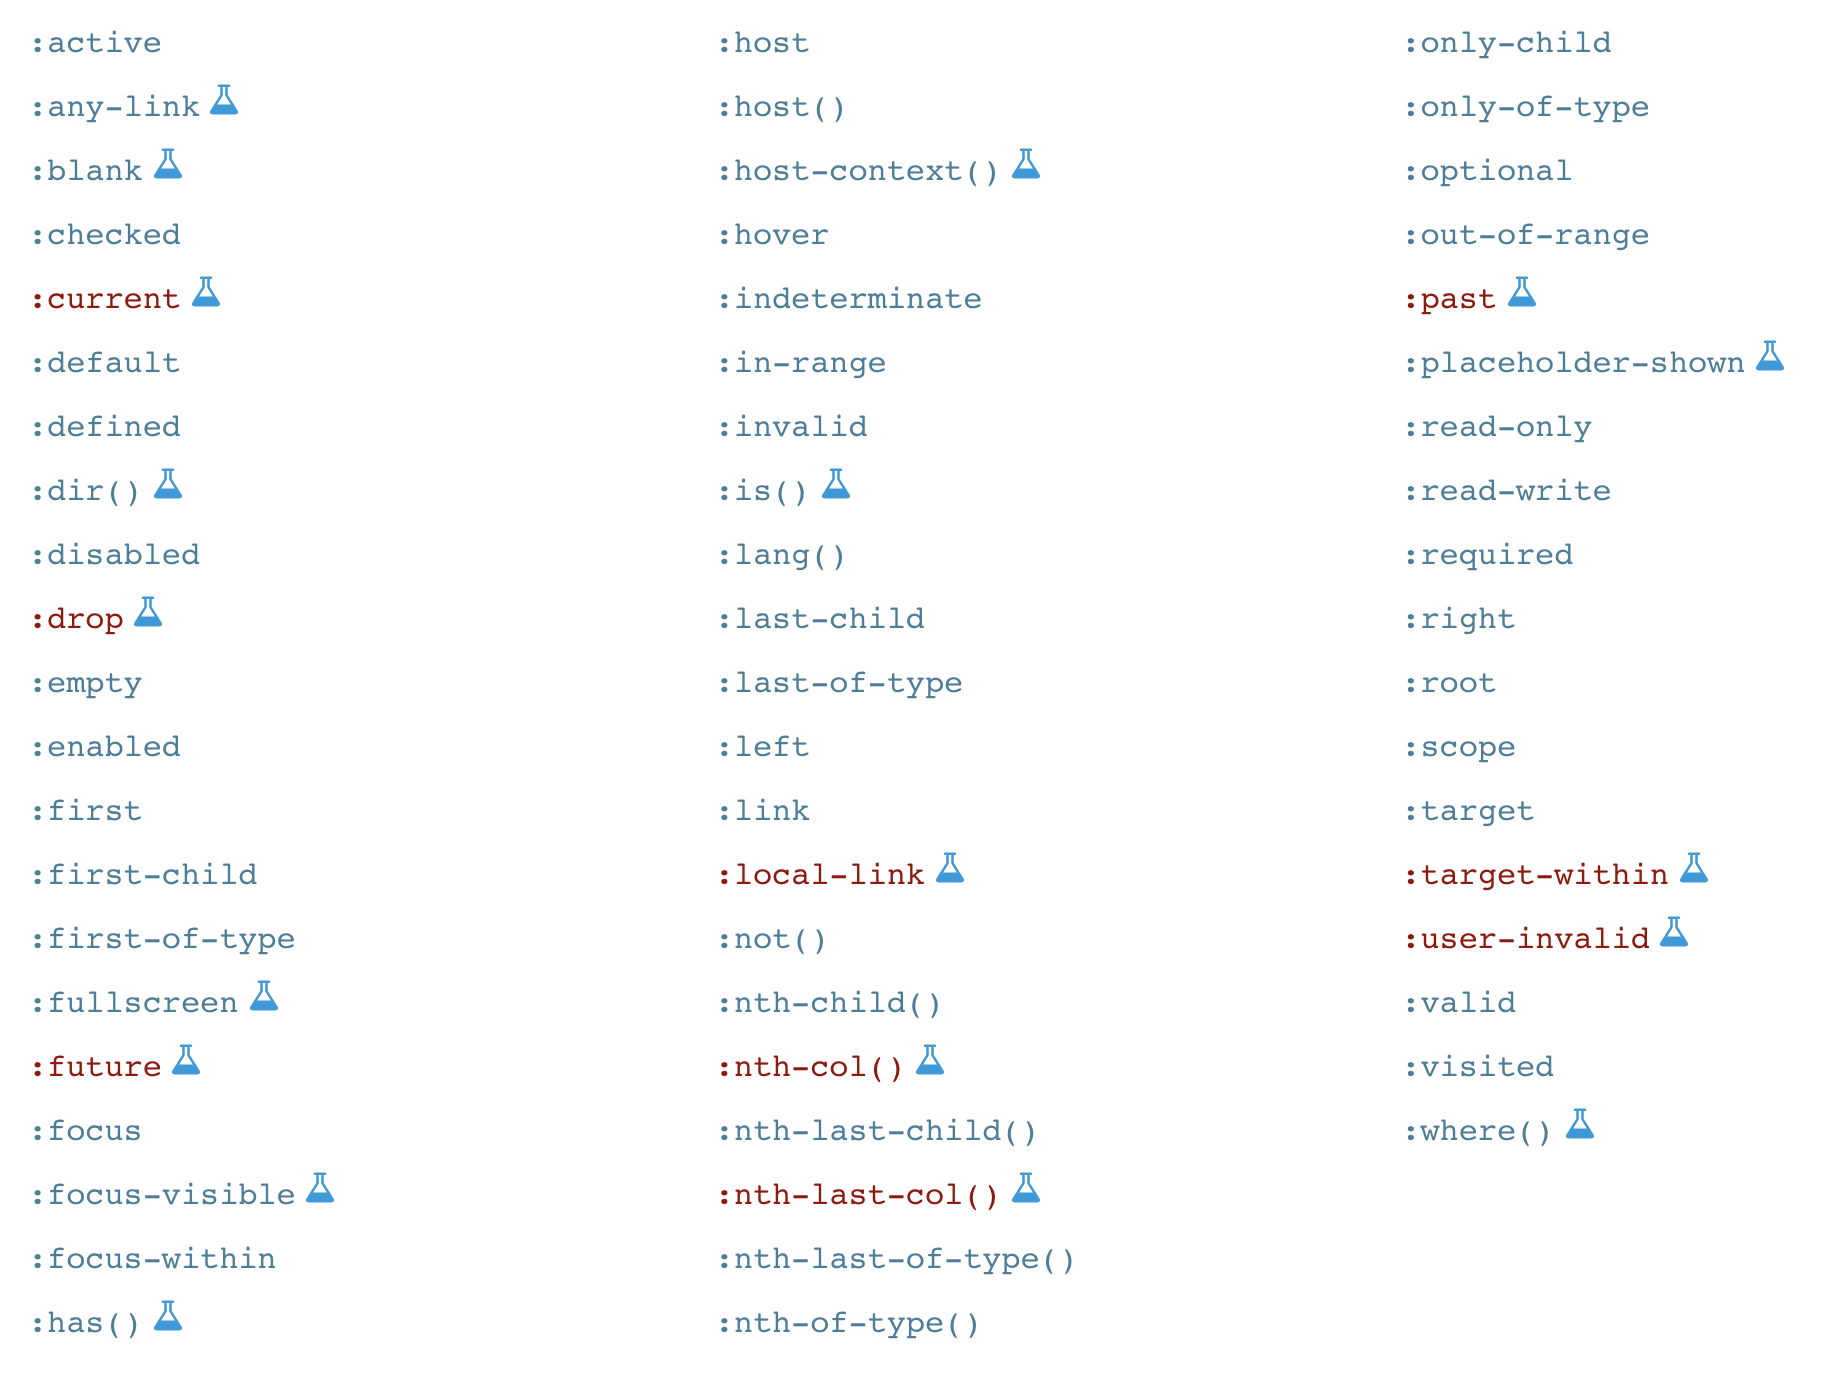 :active
:any-link
:blank
:checked
:current
:default
:defined
:dir()
:disabled
:drop
:empty
:enabled
:first
:first-child
:first-of-type
:fullscreen
:future
:focus
:focus-visible
:focus-within
:has()
:host
:host()
:host-context()
:hover
:indeterminate
:in-range
:invalid
:is()
:lang()
:last-child
:last-of-type
:left
:link
:local-link
:not()
:nth-child()
:nth-col()
:nth-last-child()
:nth-last-col()
:nth-last-of-type()
:nth-of-type()
:only-child
:only-of-type
:optional
:out-of-range
:past
:placeholder-shown
:read-only
:read-write
:required
:right
:root
:scope
:target
:target-within
:user-invalid
:valid
:visited
:where()